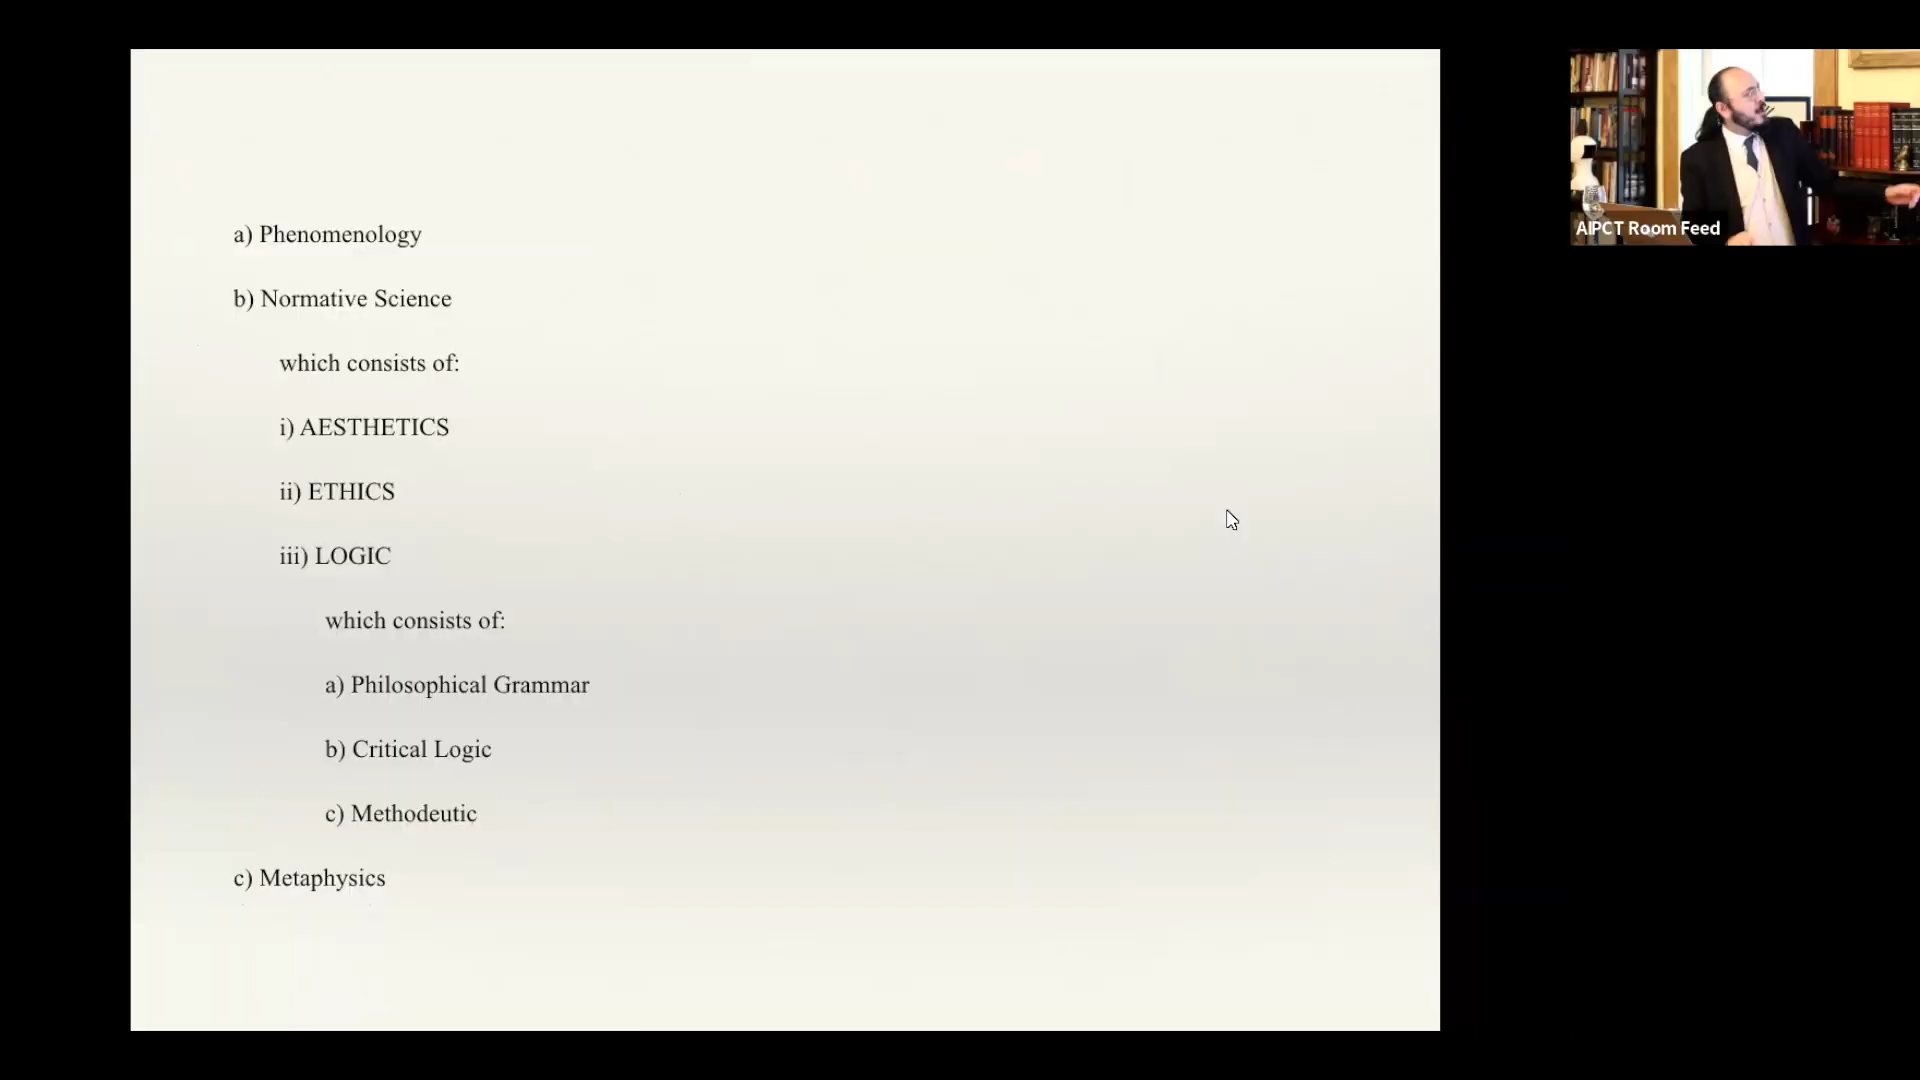 a) Phenomenology
b) Normative Science
which consists of:
i) AESTHETICS
ii) ETHICS
iii) LOGIC
which consists of:
a) Philosophical Grammar
b) Critical Logic
c) Methodeutic
c) Metaphysics
AIPCT Room Feed